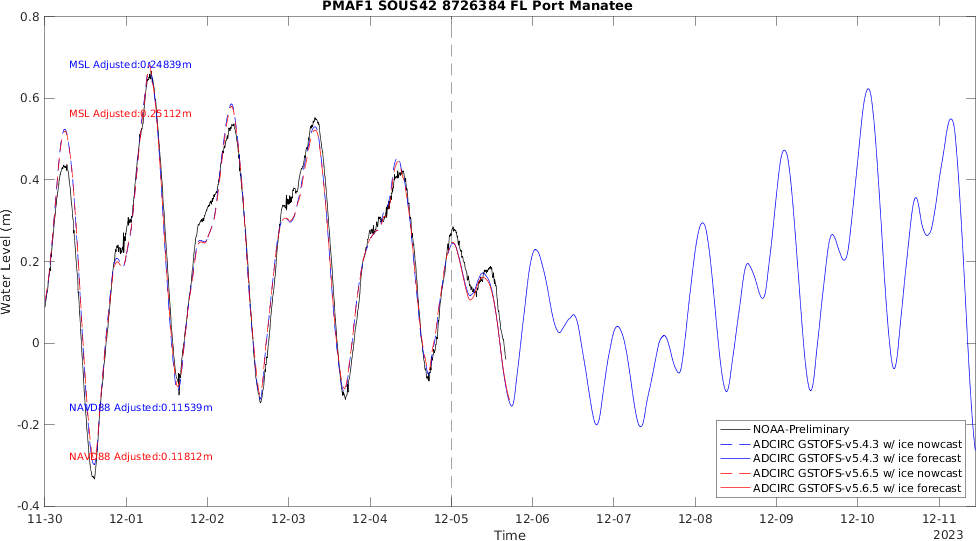 PMAF1 SOUS42 8726384 FL Port Manatee
0.8
0.6
0.4
0.2
0
-0.2
-0.4
Water Level (m)
MSL Adjusted:0.24839m
MSL Adjusted:0.25112m
NAVD88 Adjusted:0.11539m
NAVD88 Adjusted:0.11812m
NOAA-Preliminary
ADCIRC GSTOFS-v5.4.3 w/ ice nowcast
ADCIRC GSTOFS-v5.4.3 w/ ice forecast
ADCIRC GSTOFS-v5.6.5 w/ ice nowcast
ADCIRC GSTOFS-v5.6.5 w/ ice forecast
11-30 12-01 12-02 12-03 12-04 12-05 12-06 12-07 12-08 12-09 12-10 12-11
Time
2023